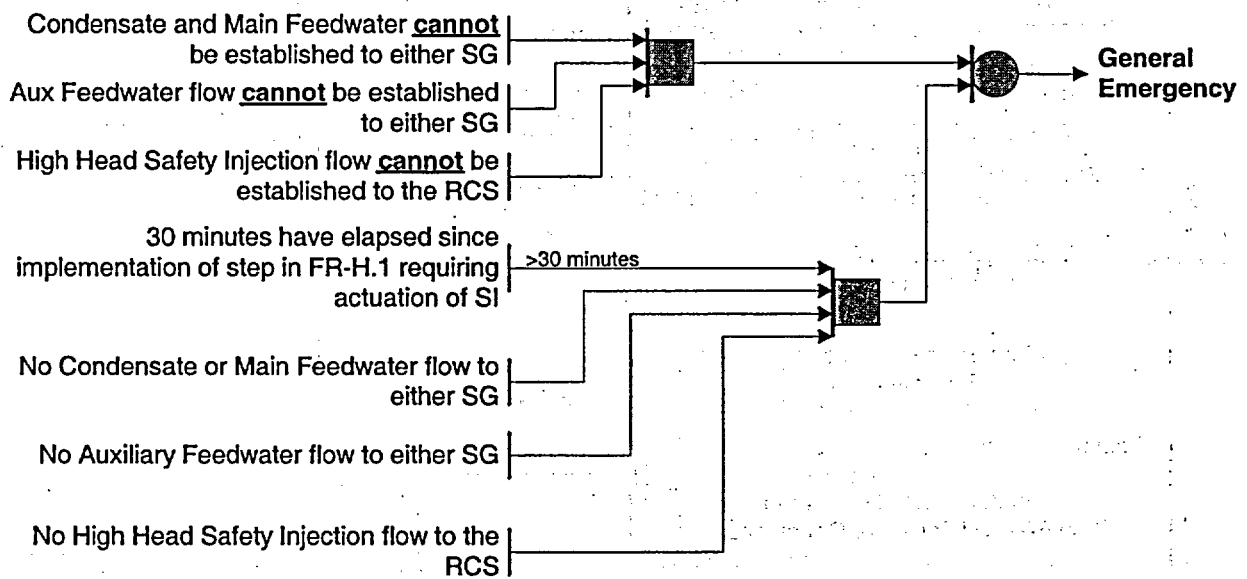 Condensate and Main Feedwater cannot
be established to either SG
General
Emergency
Aux Feedwater flow cannot be established
to either SG
High Head Safety Injection flow cannot be
established to the RCS
30 minutes have elapsed since
implementation of step in FR-H.1 requiring
actuation of SI
>30 minutes
No Condensate or Main Feedwater flow to
either SG
No Auxiliary Feedwater flow to either SG
No High Head Safety Injection flow to the
RCS